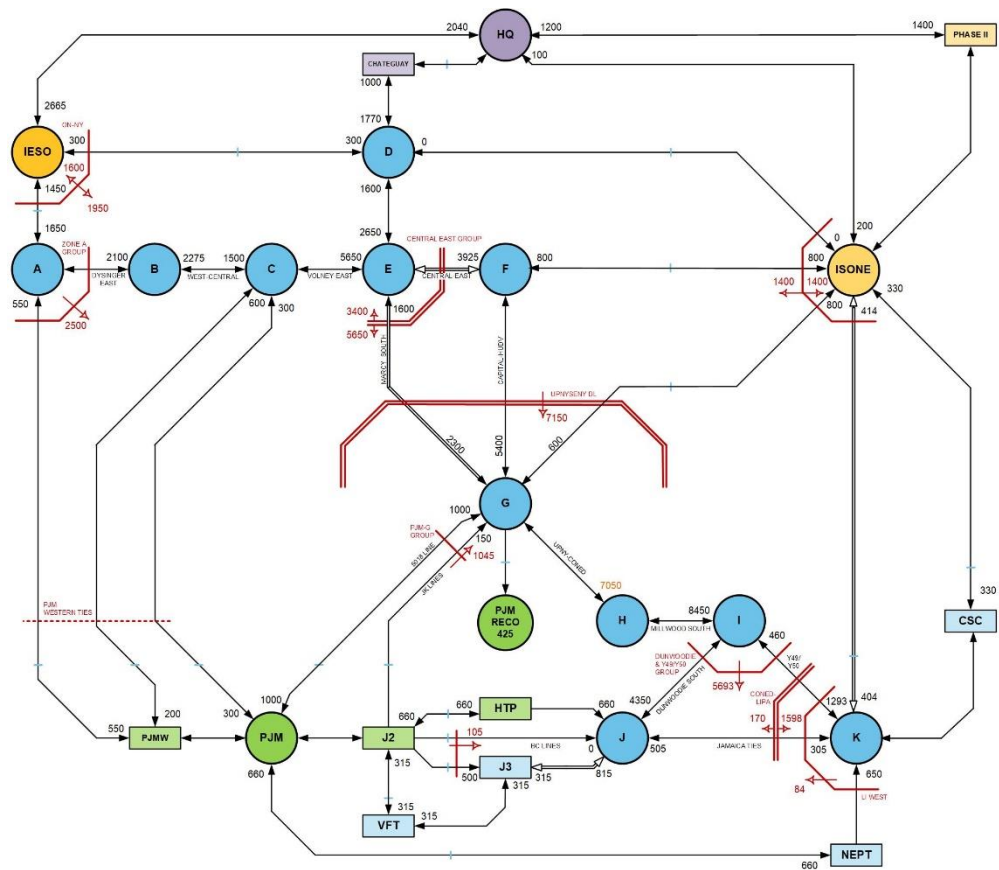 2040
HQ
1200
1400
PHASE II
100
CHATEGUAY
1000
2665
1770
ON-NY
IESO
300
300
D
0
1600
1450
1950
1600
1650
2650
ZONE A
GROUP
CENTRAL EAST GROUP
0
200
A
2100
B
2275
1500
C
5650
E
3925
F
800
800
ISONE
DYSINGER
EAST
WEST-CENTRAL
VOLNEY EAST
CENTRAL EAST
550
600
300
1400
1400
330
2500
3400
1600
800
414
5650
MARCY SOUTH
CAPITAL-HUDV
UPNYSENY DL
7150
2300
5400
600
G
1000
PJM-G
GROUP
150
1045
5018 LINE
JK LINES
UPNY-CONED
PJM
WESTERN TIES
PJM
RECO
425
7050
H
8450
I
MILLWOOD SOUTH
460
330
CSC
DUNWOODIE
& Y49/Y50
GROUP
Y49/
Y50
DUNWOODIE SOUTH
5693
CONED-
LIPA
1000
660
660
HTP
660
4350
1293
404
550
200
300
170
1598
PJMW
PJM
J2
105
BC LINES
0
J
505
JAMAICA TIES
305
K
660
315
500
J3
315
815
650
315
84
LI WEST
315
VFT
315
660
NEPT